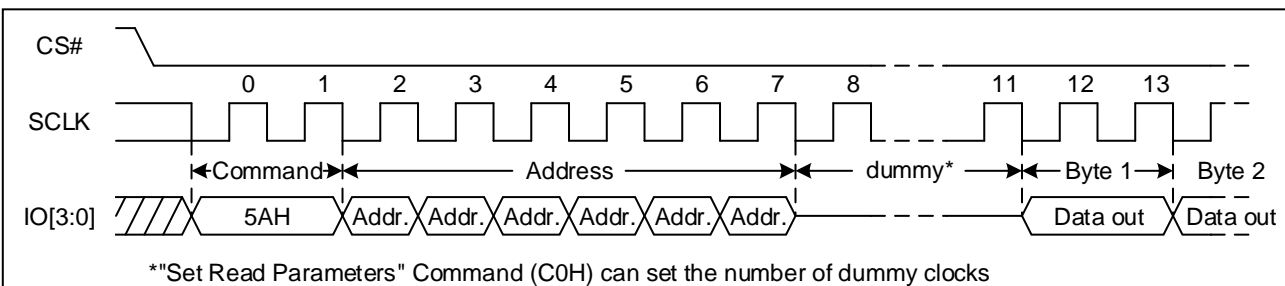 CS#
0 1 2 3 4 5 6 7 8 11 12 13
SCLK
Command Address dummy* Byte 1 Byte 2
IO[3:0] 5AH Addr. Addr. Addr. Addr. Addr. Addr. Data out Data out
*"Set Read Parameters" Command (C0H) can set the number of dummy clocks